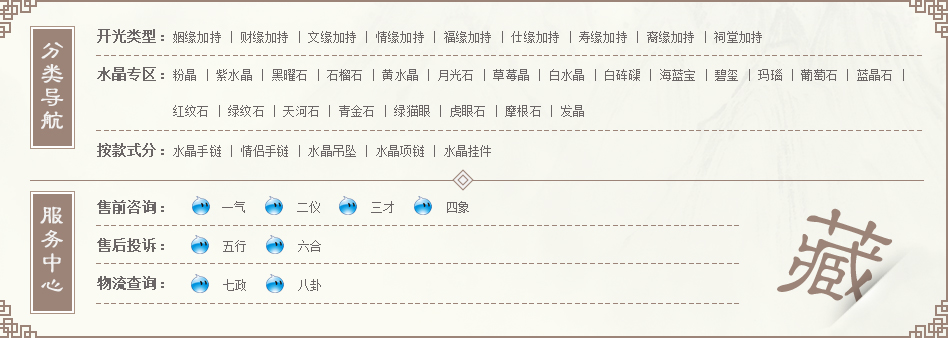 分类导航
开光类型：姻缘加持 | 财缘加持 | 文缘加持 | 情缘加持 | 福缘加持 | 仕缘加持 | 寿缘加持 | 裔缘加持 | 祠堂加持
水晶专区：粉晶 | 紫水晶 | 黑曜石 | 石榴石 | 黄水晶 | 月光石 | 草莓晶 | 白水晶 | 白砗磲 | 海蓝宝 | 碧玺 | 玛瑙 | 葡萄石 | 蓝晶石 |
红纹石 | 绿纹石 | 天河石 | 青金石 | 绿猫眼 | 虎眼石 | 摩根石 | 发晶
按款式分：水晶手链 | 情侣手链 | 水晶吊坠 | 水晶项链 | 水晶挂件
服务中心
售前咨询： 一气 二仪 三才 四象
售后投诉： 五行 六合
物流查询： 七政 八卦
藏